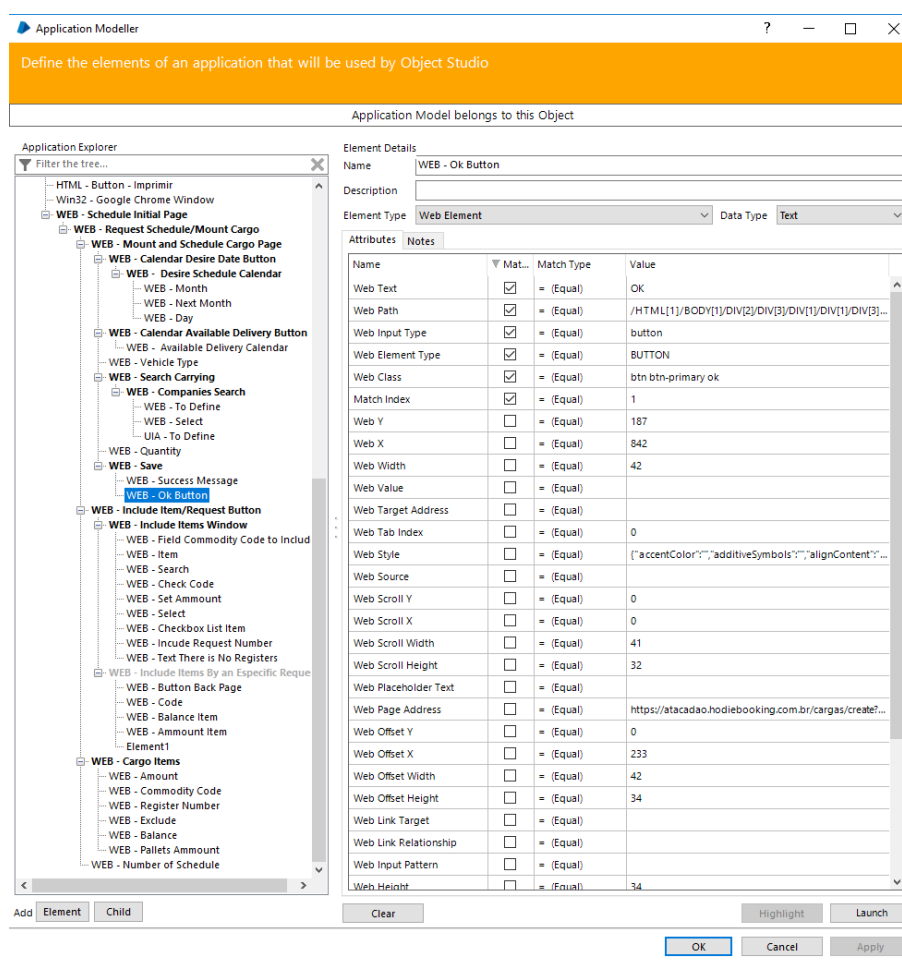 Application Modeller
?
Define the elements of an application that will be used by Object Studio
Application Model belongs to this Object
Application Explorer
Filter the tree...
HTML - Button - Imprimir
Win32 - Google Chrome Window
WEB - Schedule Initial Page
WEB - Request Schedule/Mount Cargo
WEB - Mount and Schedule Cargo Page
WEB - Calendar Desire Date Button
WEB -  Desire Schedule Calendar
WEB - Month
WEB - Next Month
WEB - Day
WEB - Calendar Available Delivery Button
WEB -  Available Delivery Calendar
WEB - Vehicle Type
WEB - Search Carrying
WEB - Companies Search
WEB - To Define
WEB - Select
UIA - To Define
WEB - Quantity
WEB - Save
WEB - Success Message
WEB - Ok Button
WEB - Include Item/Request Button
WEB - Include Items Window
WEB - Field Commodity Code to Includ
WEB - Item
WEB - Search
WEB - Check Code
WEB - Set Ammount
WEB - Select
WEB - Checkbox List Item
WEB - Incude Request Number
WEB - Text There is No Registers
WEB - Include Items By an Especific Reque
WEB - Button Back Page
WEB - Code
WEB - Balance Item
WEB - Ammount Item
Element1
WEB - Cargo Items
WEB - Amount
WEB - Commodity Code
WEB - Register Number
WEB - Exclude
WEB - Balance
WEB - Pallets Ammount
WEB - Number of Schedule
Add Element Child
Element Details
Name WEB - Ok Button
Description
Element Type Web Element Data Type Text
Attributes Notes
Name Mat... Match Type Value
Web Text = (Equal) OK
Web Path = (Equal) /HTML[1]/BODY[1]/DIV[2]/DIV[3]/DIV[1]/DIV[1]/DIV[3]...
Web Input Type = (Equal) button
Web Element Type = (Equal) BUTTON
Web Class = (Equal) btn btn-primary ok
Match Index = (Equal) 1
Web Y = (Equal) 187
Web X = (Equal) 842
Web Width = (Equal) 42
Web Value = (Equal)
Web Target Address = (Equal)
Web Tab Index = (Equal) 0
Web Style = (Equal) {"accentColor":"","additiveSymbols":"","alignContent":"...
Web Source = (Equal)
Web Scroll Y = (Equal) 0
Web Scroll X = (Equal) 0
Web Scroll Width = (Equal) 41
Web Scroll Height = (Equal) 32
Web Placeholder Text = (Equal)
Web Page Address = (Equal) https://atacadao.hodiebooking.com.br/cargas/create?...
Web Offset Y = (Equal) 0
Web Offset X = (Equal) 233
Web Offset Width = (Equal) 42
Web Offset Height = (Equal) 34
Web Link Target = (Equal)
Web Link Relationship = (Equal)
Web Input Pattern = (Equal)
Web Height = (Equal) 34
Clear Highlight Launch
OK Cancel Apply